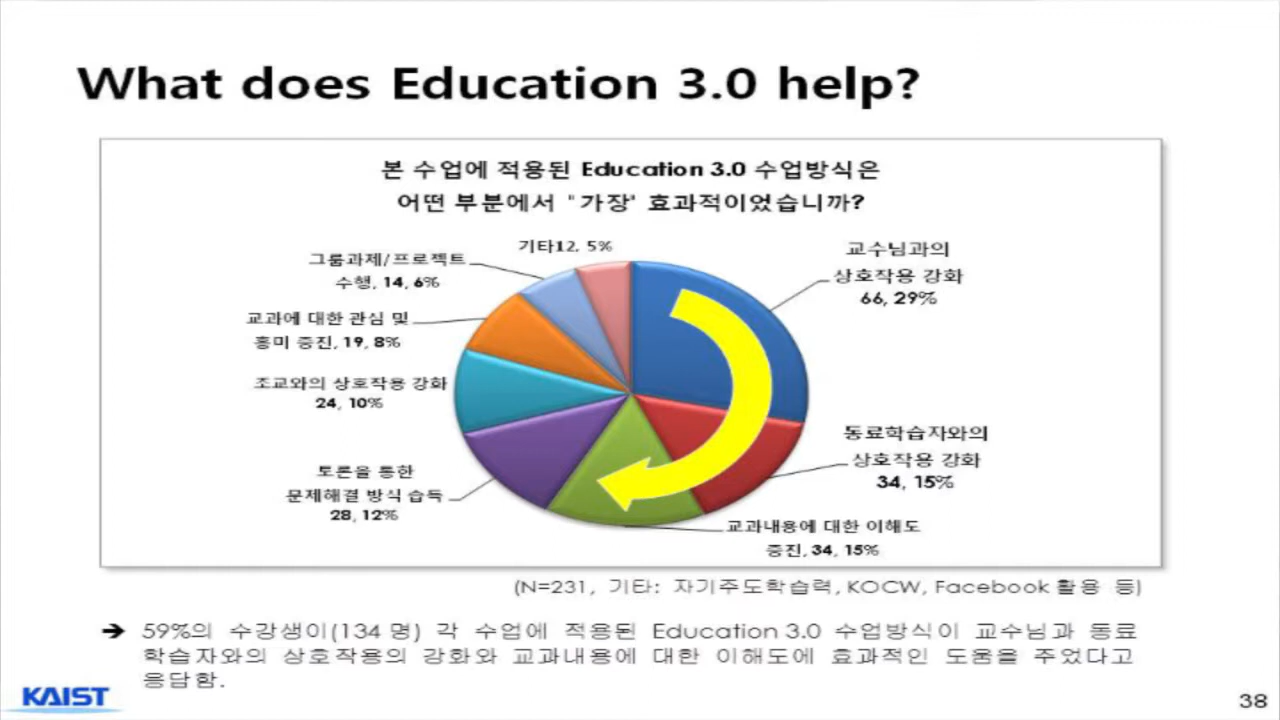 What does Education 3.0 help?
본 수업에 적용된 Education 3.0 수업방식은
어떤 부분에서 "가장" 효과적이었습니까?
기타12, 5%
그룹과제/프로젝트
수행, 14, 6%
교과에 대한 관심 및
흥미 증진, 19, 8%
조교와의 상호작용 강화
24, 10%
토론을 통한
문제해결 방식 습득
28, 12%
교수님과의
상호작용 강화
66, 29%
동료학습자와의
상호작용 강화
34, 15%
교과내용에 대한 이해도
증진, 34, 15%
(N=231, 기타: 자기주도학습력, KOCW, Facebook 활용 등)
➔ 59%의 수강생이(134 명) 각 수업에 적용된 Education 3.0 수업방식이 교수님과 동료
학습자와의 상호작용의 강화와 교과내용에 대한 이해도에 효과적인 도움을 주었다고
응답함.
KAIST
38